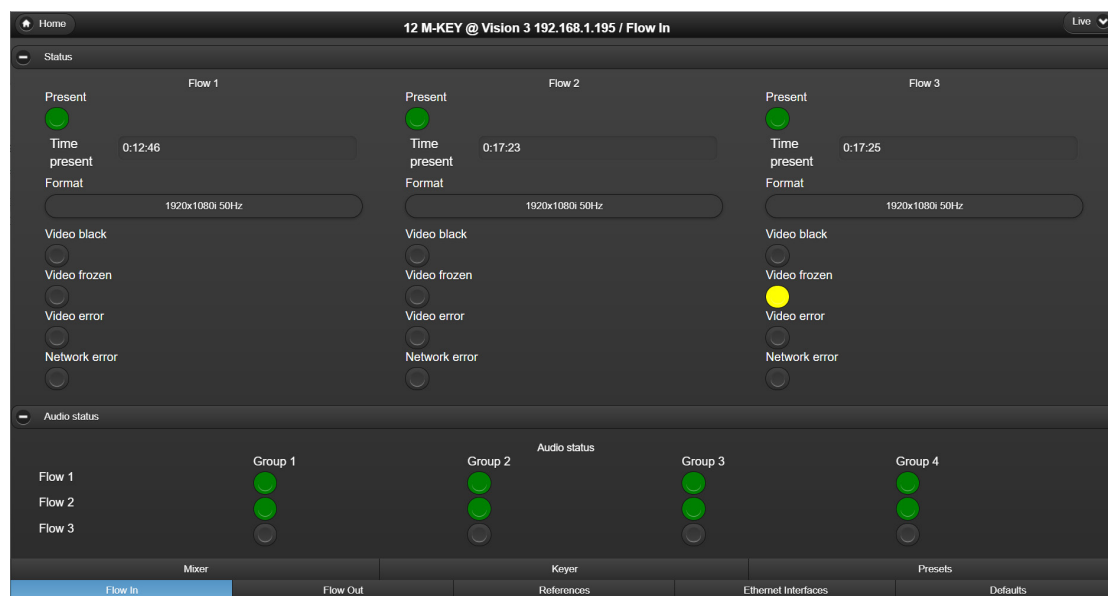 Home
12 M-KEY @ Vision 3 192.168.1.195 / Flow In
Live
Status
Flow 1 Flow 2 Flow 3
Present Present Present
Time present 0:12:46 Time present 0:17:23 Time present 0:17:25
Format Format Format
1920x1080i 50Hz 1920x1080i 50Hz 1920x1080i 50Hz
Video black Video black Video black
Video frozen Video frozen Video frozen
Video error Video error Video error
Network error Network error Network error
Audio status
Audio status
Group 1 Group 2 Group 3 Group 4
Flow 1
Flow 2
Flow 3
Mixer Keyer Presets
Flow In Flow Out References Ethernet Interfaces Defaults